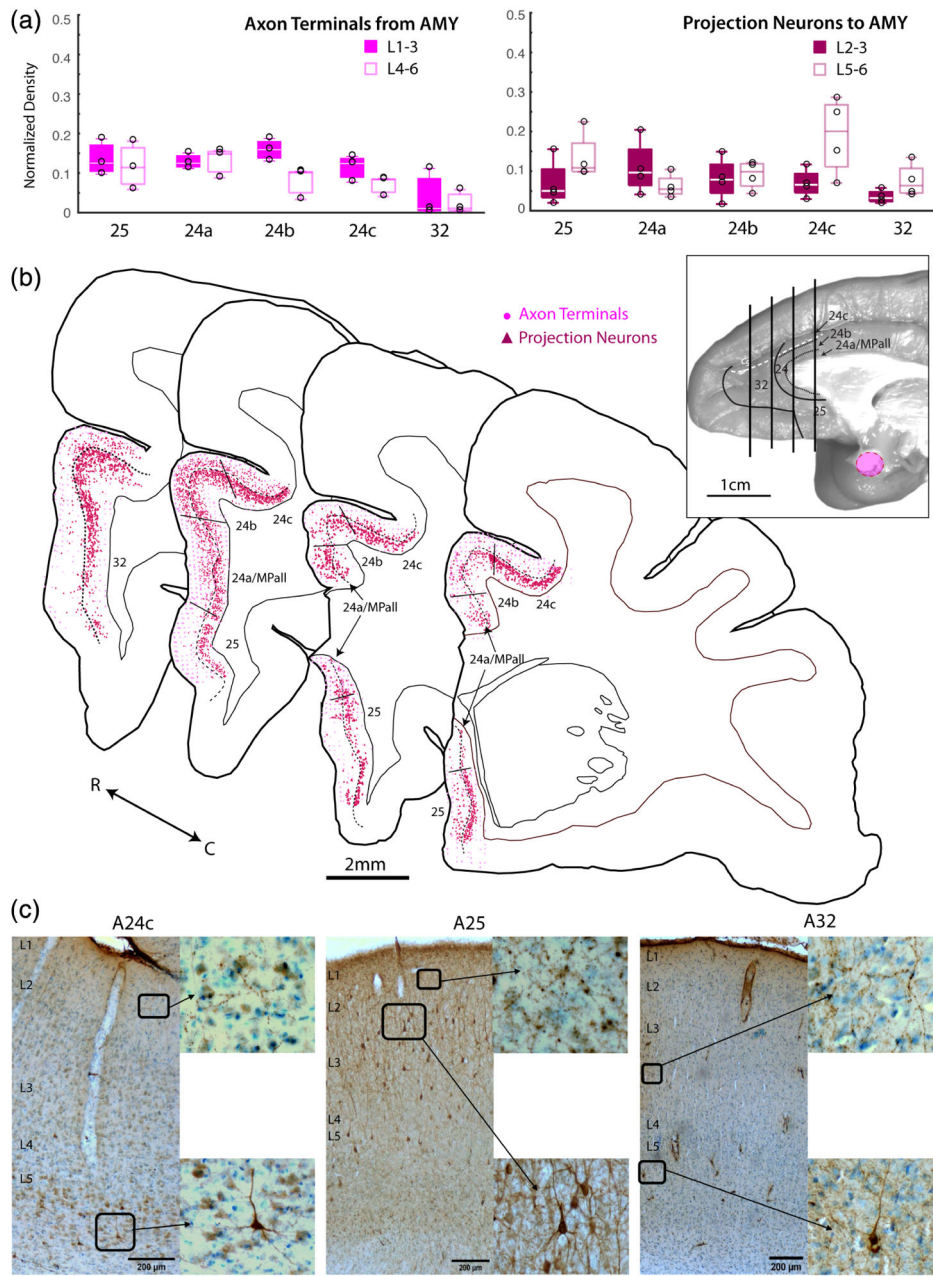 (a)
Axon Terminals from AMY
L1-3
L4-6
Normalized Density
0.5
0.4
0.3
0.2
0.1
0
25 24a 24b 24c 32
Projection Neurons to AMY
L2-3
L5-6
0.5
0.4
0.3
0.2
0.1
0
25 24a 24b 24c 32
(b)
Axon Terminals
Projection Neurons
24c
24b
24a/MPall
24
32
25
1cm
32
24b
24c
24a/MPall
25
24b
24c
24a/MPall
25
24b
24c
24a/MPall
25
R
C
2mm
(c)
A24c
L1
L2
L3
L4
L5
200 μm
A25
L1
L2
L3
L4
L5
200 μm
A32
L1
L2
L3
L4
L5
200 μm